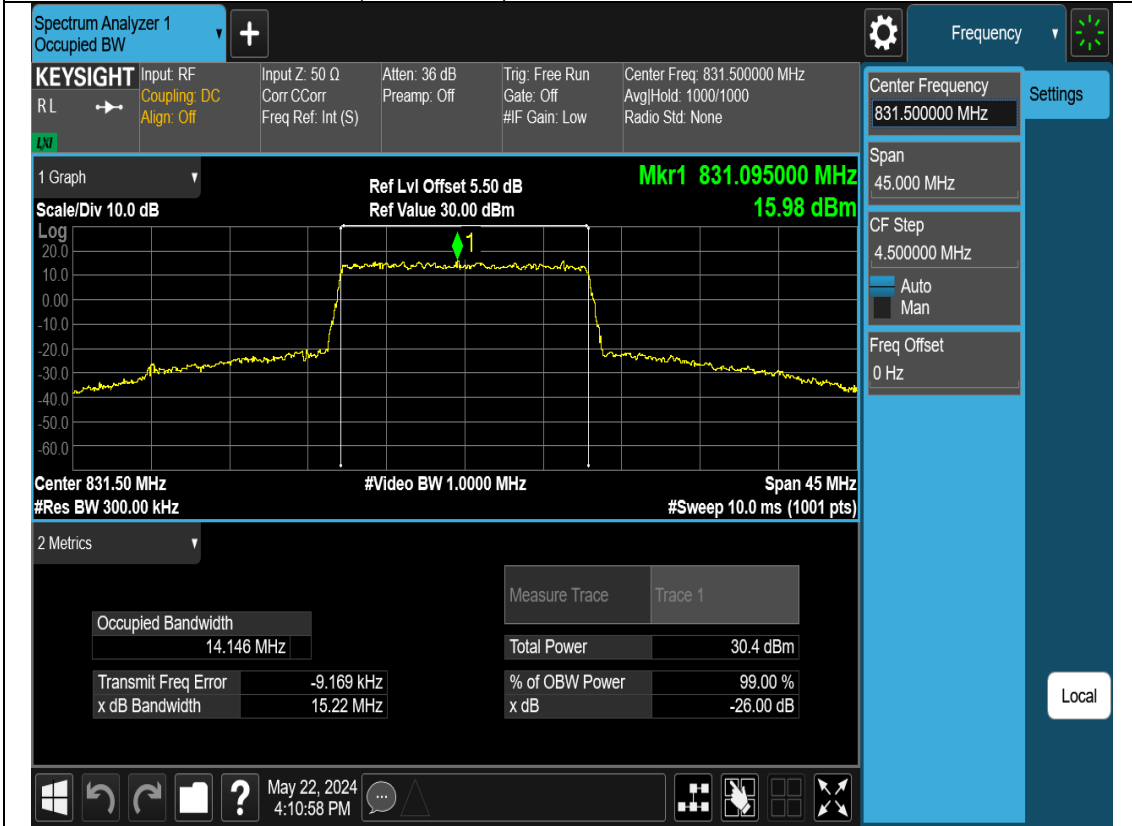 Spectrum Analyzer 1
Occupied BW
+
Frequency
KEYSIGHT
R L
LXI
Input: RF
Coupling: DC
Align: Off
Input Z: 50 Ω
Corr CCorr
Freq Ref: Int (S)
Atten: 36 dB
Preamp: Off
Trig: Free Run
Gate: Off
#IF Gain: Low
Center Freq: 831.500000 MHz
Avg|Hold: 1000/1000
Radio Std: None
Center Frequency
831.500000 MHz
Settings
Span
45.000 MHz
CF Step
4.500000 MHz
Auto
Man
Freq Offset
0 Hz
Local
1 Graph
Scale/Div 10.0 dB
Ref Lvl Offset 5.50 dB
Ref Value 30.00 dBm
Mkr1 831.095000 MHz
15.98 dBm
Log
1
20.0
10.0
0.00
-10.0
-20.0
-30.0
-40.0
-50.0
-60.0
Center 831.50 MHz
#Video BW 1.0000 MHz
Span 45 MHz
#Res BW 300.00 kHz
#Sweep 10.0 ms (1001 pts)
2 Metrics
Measure Trace Trace 1
Occupied Bandwidth
14.146 MHz
Total Power 30.4 dBm
Transmit Freq Error -9.169 kHz
% of OBW Power 99.00 %
x dB Bandwidth 15.22 MHz
x dB -26.00 dB
?
May 22, 2024
4:10:58 PM